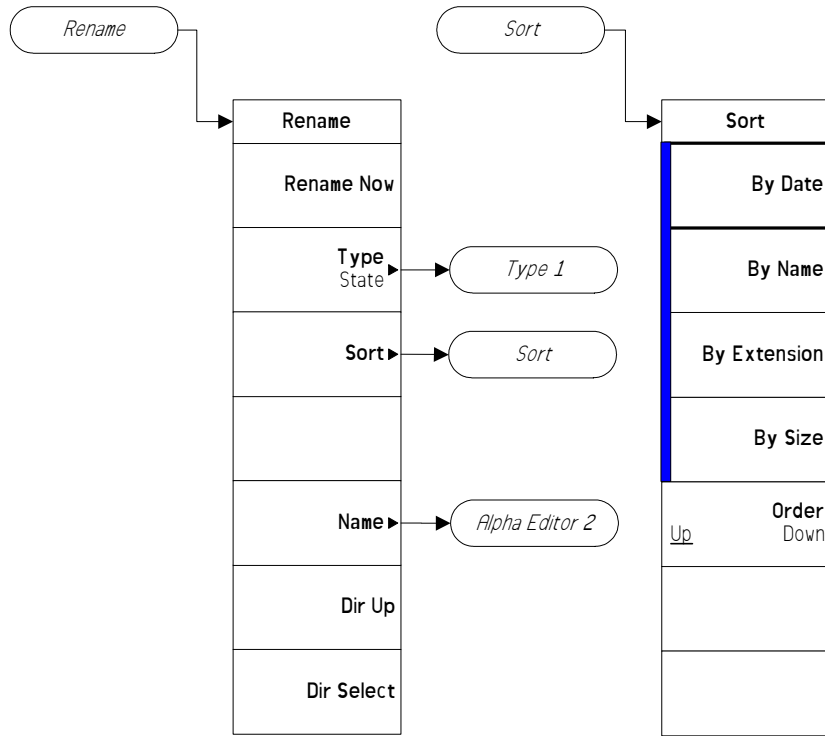 Rename
Rename
Rename Now
Type
State
Type 1
Sort
Sort
Name
Alpha Editor 2
Dir Up
Dir Select
Sort
Sort
By Date
By Name
By Extension
By Size
Order
Up Down